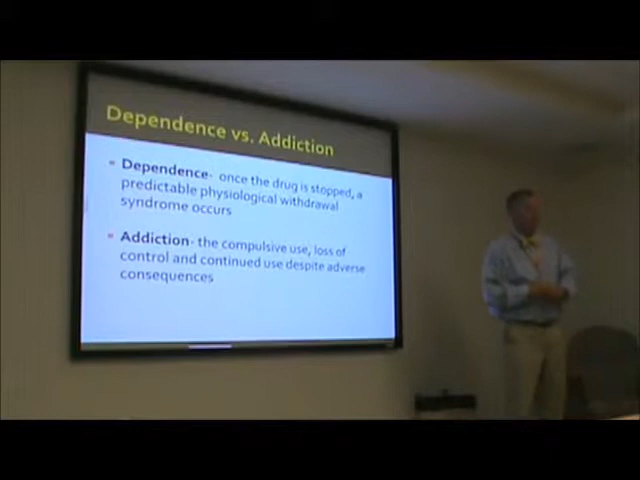 Dependence vs. Addiction
Dependence- once the drug is stopped, a
predictable physiological withdrawal
syndrome occurs
Addiction- the compulsive use, loss of
control and continued use despite adverse
consequences